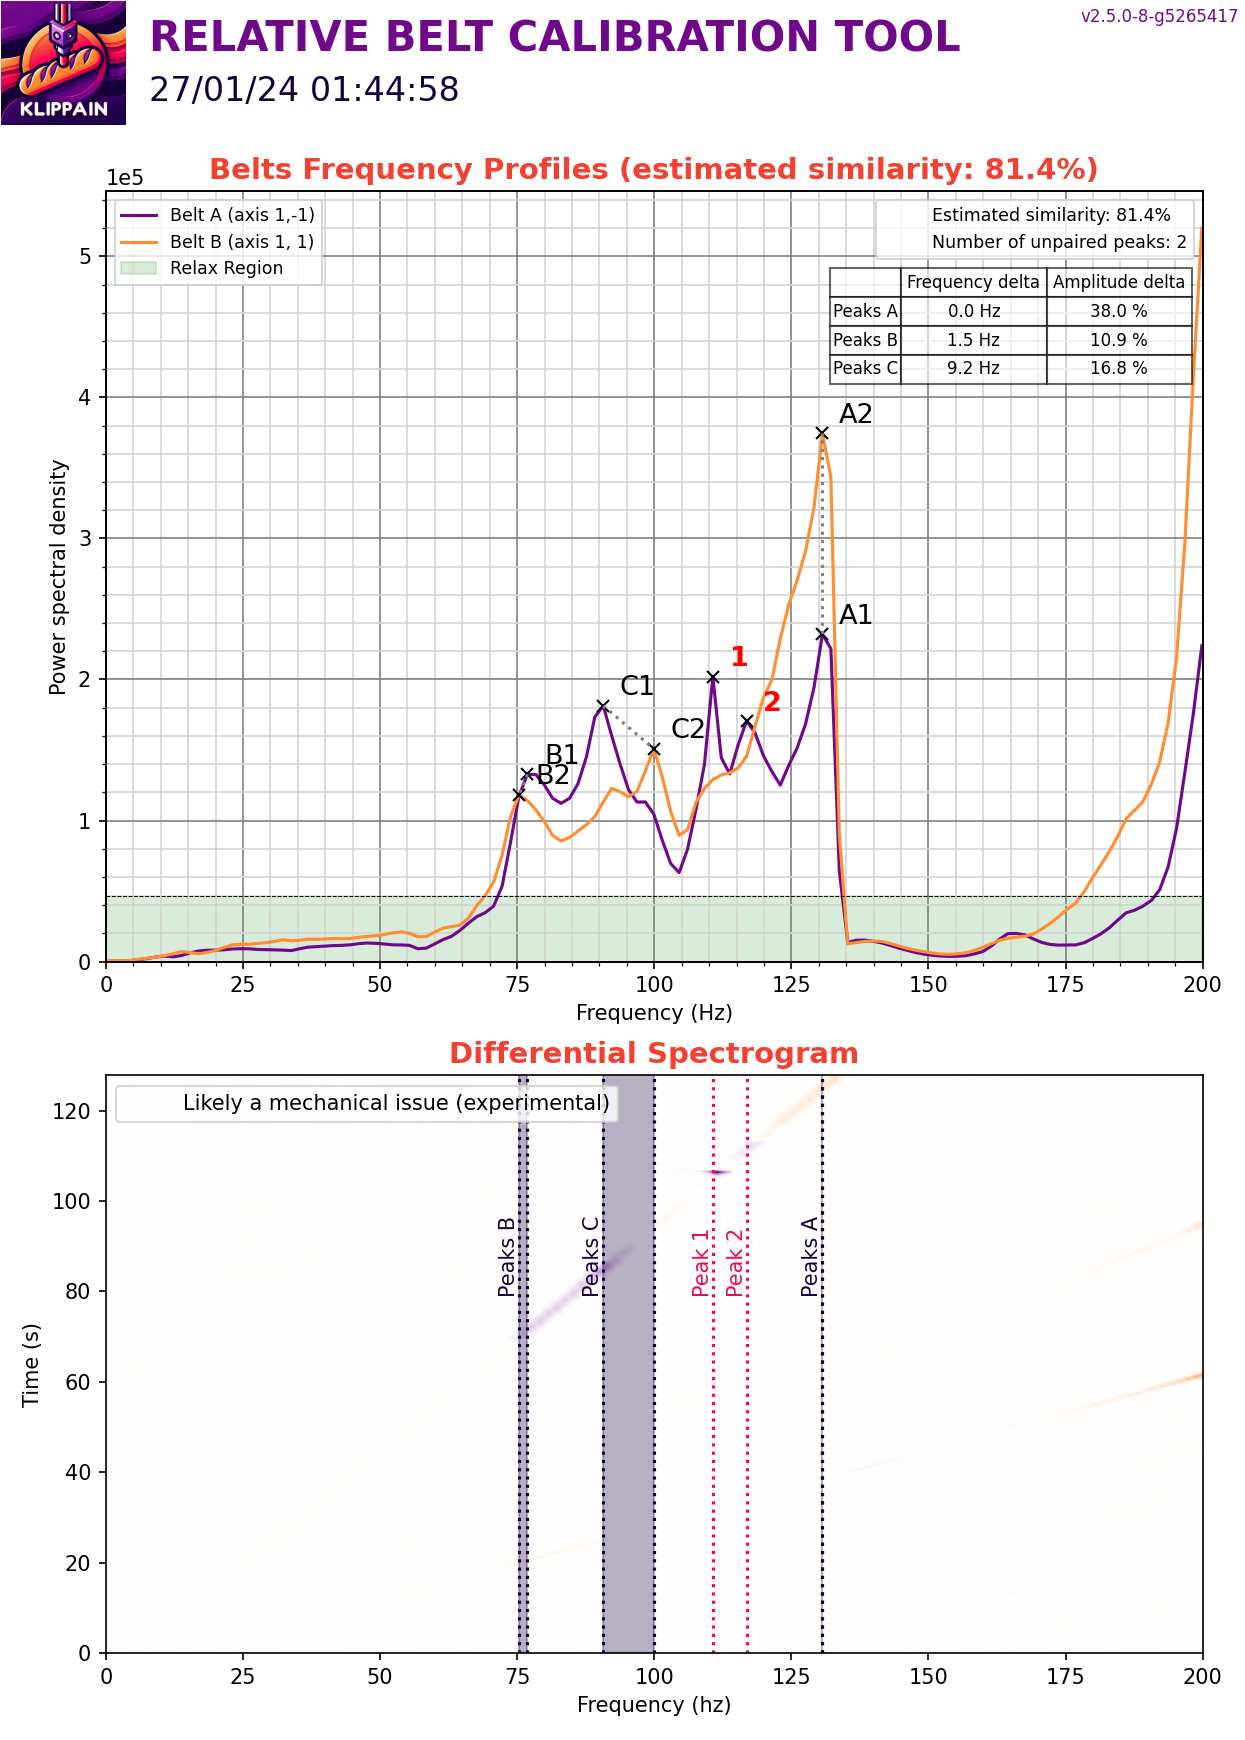 v2.5.0-8-g5265417
RELATIVE BELT CALIBRATION TOOL
27/01/24 01:44:58
KLIPPAIN
Belts Frequency Profiles (estimated similarity: 81.4%)
1e5
Belt A (axis 1,-1)
Belt B (axis 1, 1)
Relax Region
Estimated similarity: 81.4%
Number of unpaired peaks: 2
Frequency delta Amplitude delta
Peaks A 0.0 Hz 38.0 %
Peaks B 1.5 Hz 10.9 %
Peaks C 9.2 Hz 16.8 %
5
4
3
2
1
0
Power spectral density
A2
A1
1
C1
2
C2
B1
B2
0 25 50 75 100 125 150 175 200
Frequency (Hz)
Differential Spectrogram
Likely a mechanical issue (experimental)
120
100
80
60
40
20
0
Time (s)
Peaks B
Peaks C
Peak 1
Peak 2
Peaks A
0 25 50 75 100 125 150 175 200
Frequency (hz)